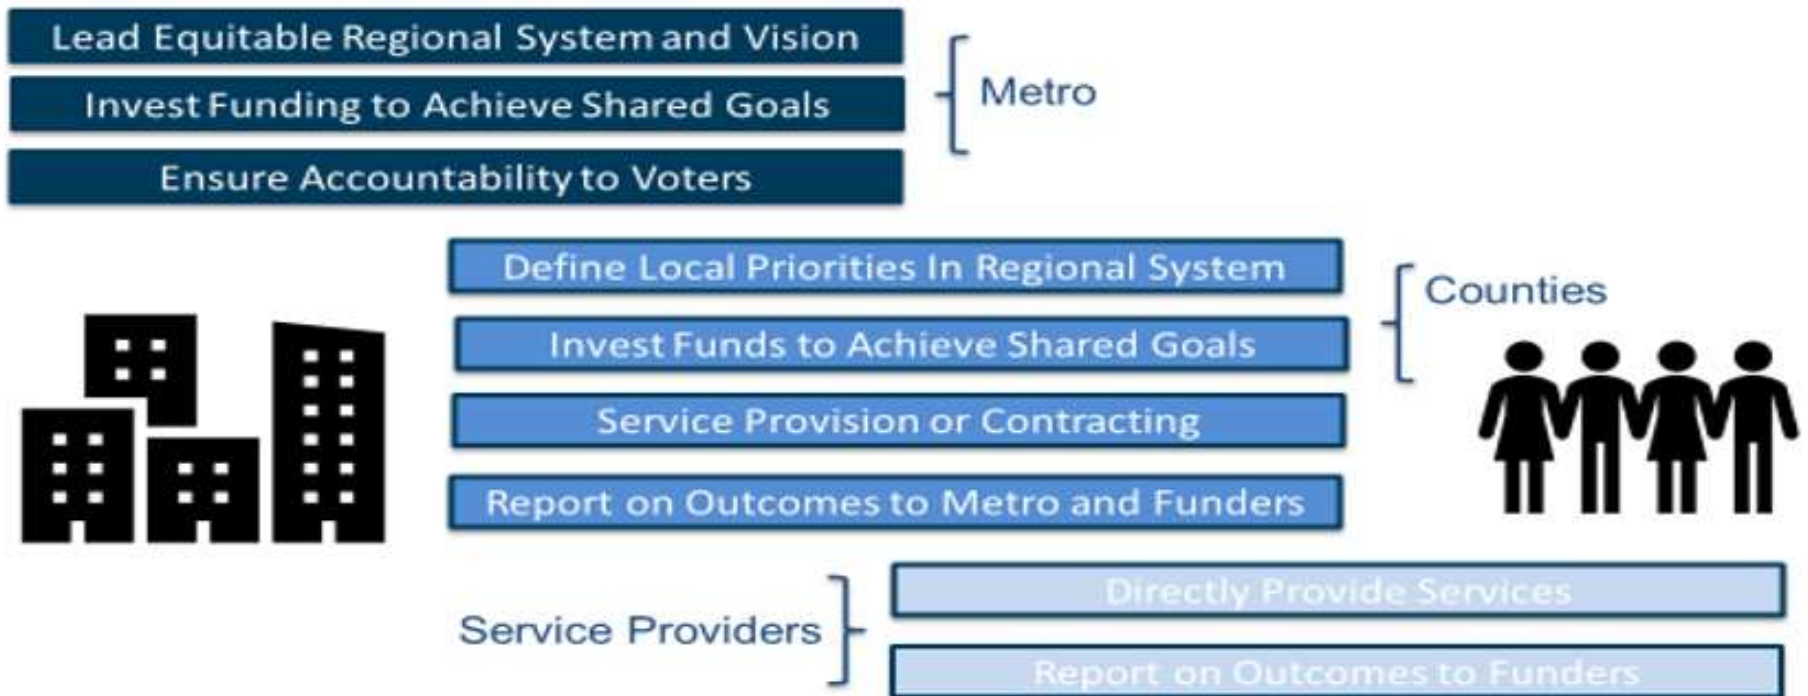 Lead Equitable Regional System and Vision
Invest Funding to Achieve Shared Goals
Ensure Accountability to Voters
Metro
Define Local Priorities In Regional System
Invest Funds to Achieve Shared Goals
Service Provision or Contracting
Report on Outcomes to Metro and Funders
Counties
Service Providers
Directly Provide Services
Report on Outcomes to Funders